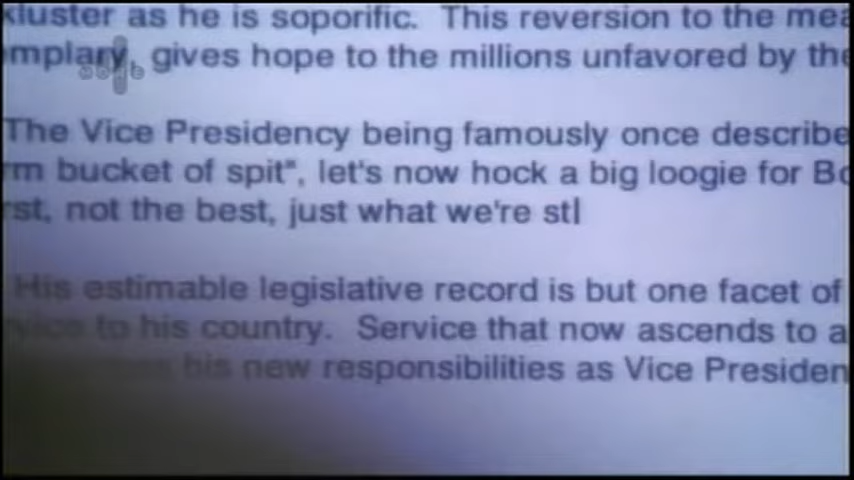 kluster as he is soporific. This reversion to the mea
mplary, gives hope to the millions unfavored by the
The Vice Presidency being famously once describe
rm bucket of spit", let's now hock a big loogie for Bo
rst, not the best, just what we're stl
His estimable legislative record is but one facet of
rvice to his country. Service that now ascends to a
his new responsibilities as Vice Presiden